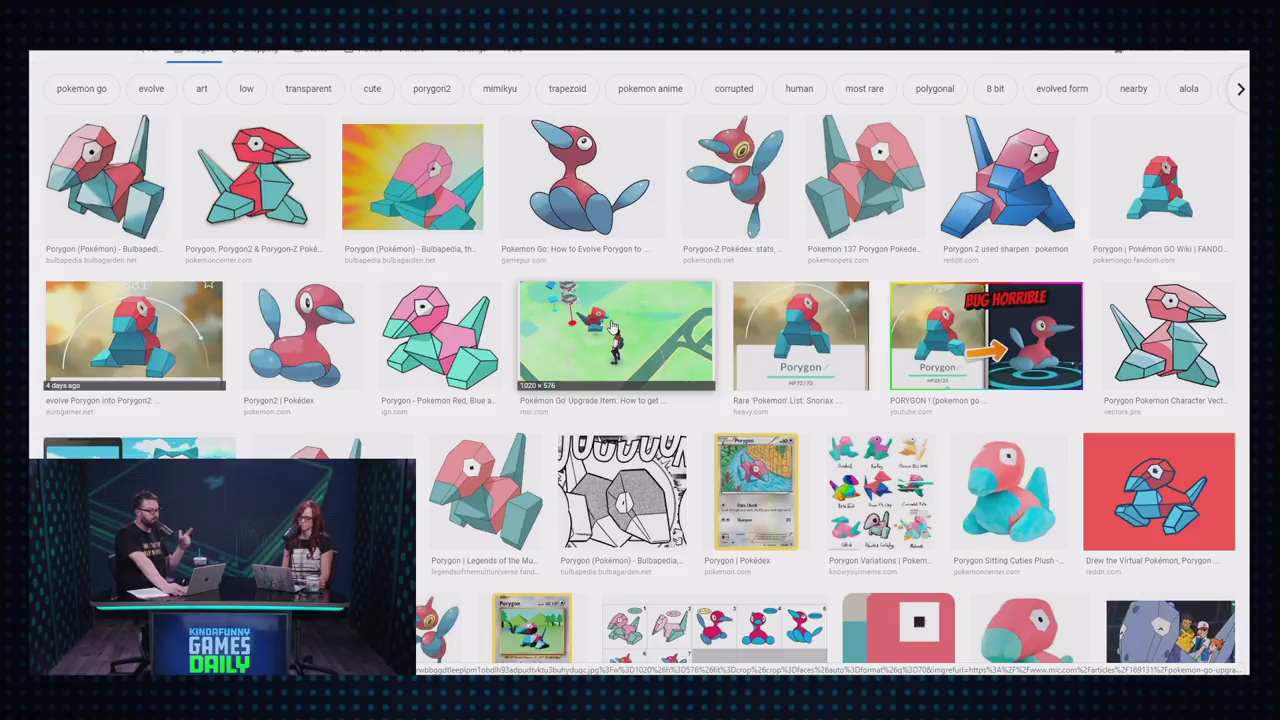 pokemon go
evolve
art
low
transparent
cute
porygon2
mimikyu
trapezoid
pokemon anime
corrupted
human
most rare
polygonal
8 bit
evolved form
nearby
alola
Porygon (Pokémon) - Bulbapedi...
bulbapedia.bulbagarden.net
Porygon, Porygon2 & Porygon-Z Poké...
pokemoncenter.com
Porygon (Pokémon) - Bulbapedia, th...
bulbapedia.bulbagarden.net
Pokemon Go: How to Evolve Porygon to ...
gamepur.com
Porygon-Z Pokédex: stats, ...
pokemondb.net
Pokemon 137 Porygon Pokede...
pokemonpets.com
Porygon 2 used sharpen : pokemon
reddit.com
Porygon | Pokémon GO Wiki | FANDO...
pokemongo.fandom.com
4 days ago
evolve Porygon into Porygon2 ...
eurogamer.net
Porygon2 | Pokédex
pokemon.com
Porygon - Pokemon Red, Blue a...
ign.com
1020 × 576
Pokémon Go' Upgrade Item: How to get ...
mic.com
Porygon
HP 72 / 72
Rare 'Pokemon' List: Snorlax ...
heavy.com
BUG HORRIBLE
Porygon
PORYGON ! (pokemon go ...
youtube.com
Porygon Pokemon Character Vect...
vectors.pro
Porygon | Legends of the Mu...
legendsofthemultiverse.fand...
Porygon (Pokémon) - Bulbapedia,...
bulbapedia.bulbagarden.net
Porygon
Porygon | Pokédex
pokemon.com
Porygon Variations | Pokem...
knowyourmeme.com
Porygon Sitting Cuties Plush -...
pokemoncenter.com
Drew the Virtual Pokémon, Porygon ...
reddit.com
Porygon
KINDAFUNNY
GAMES
DAILY